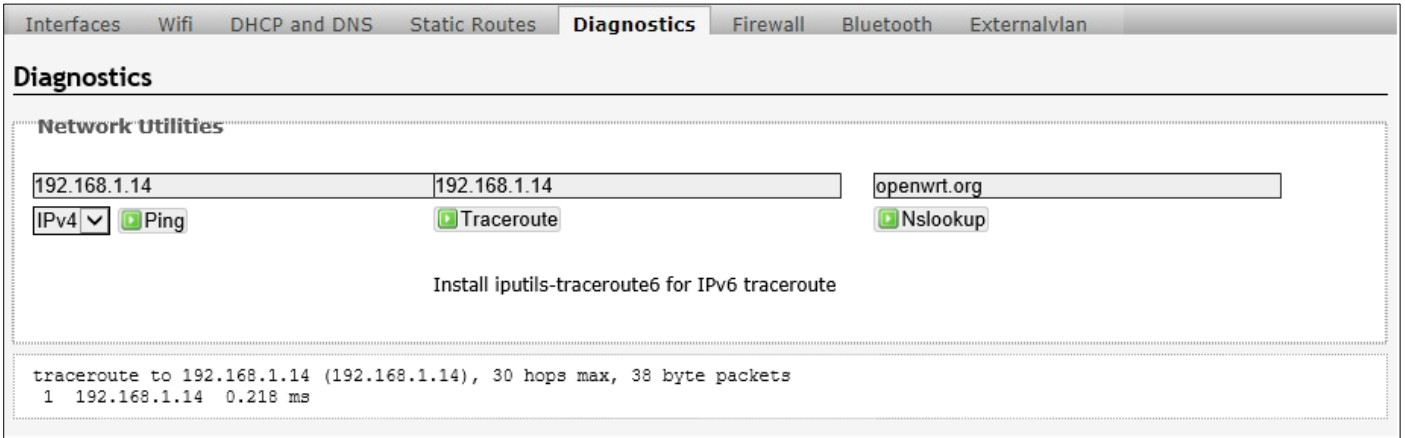 Interfaces Wifi DHCP and DNS Static Routes Diagnostics Firewall Bluetooth Externalvlan
Diagnostics
Network Utilities
192.168.1.14 192.168.1.14 openwrt.org
IPv4 Ping Traceroute Nslookup
Install iputils-traceroute6 for IPv6 traceroute
traceroute to 192.168.1.14 (192.168.1.14), 30 hops max, 38 byte packets
1 192.168.1.14 0.218 ms